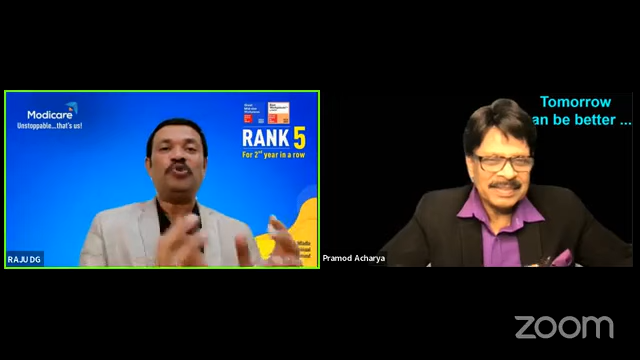 Modicare
Unstoppable...that's us!
RANK 5
For 2nd year in a row
RAJU DG
Tomorrow
an be better ...
Pramod Acharya
zoom